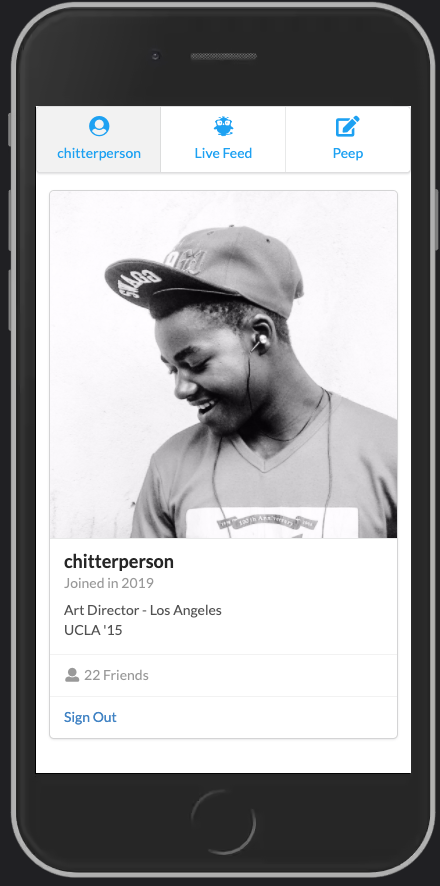 chitterperson
Live Feed
Peep
chitterperson
Joined in 2019
Art Director - Los Angeles
UCLA '15
22 Friends
Sign Out